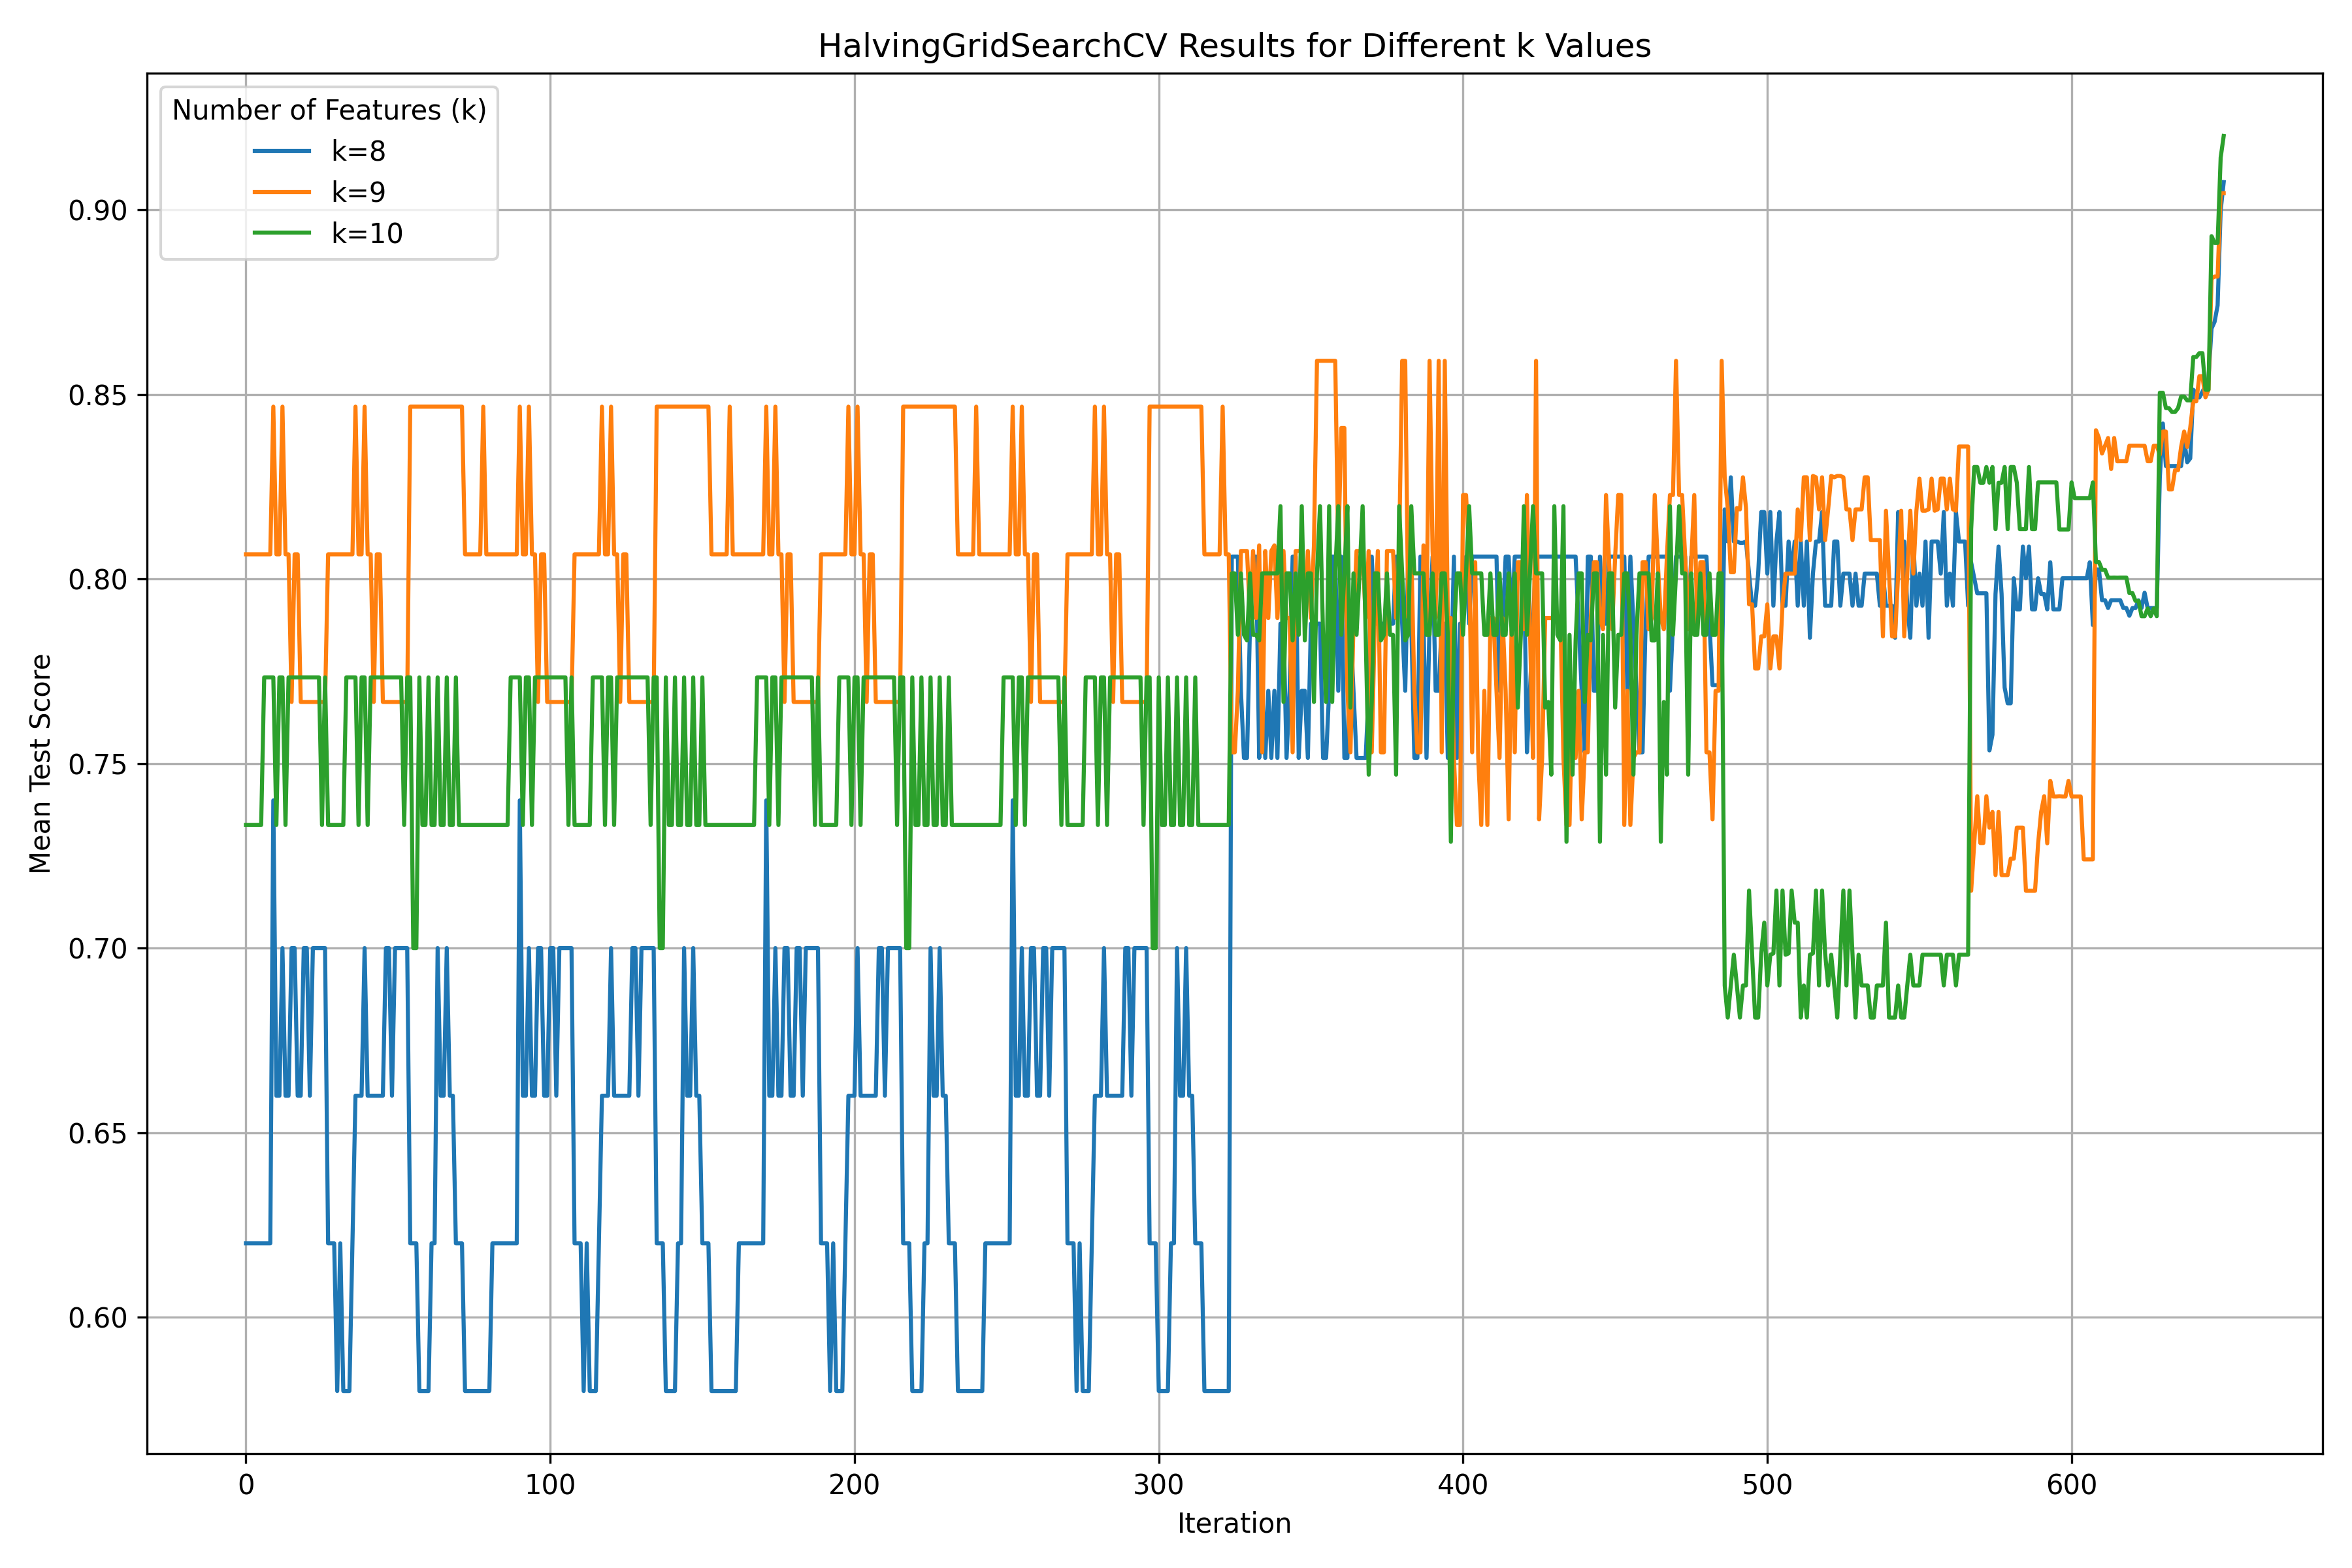 HalvingGridSearchCV Results for Different k Values
Number of Features (k)
k=8
k=9
k=10
Mean Test Score
0.90
0.85
0.80
0.75
0.70
0.65
0.60
0 100 200 300 400 500 600
Iteration